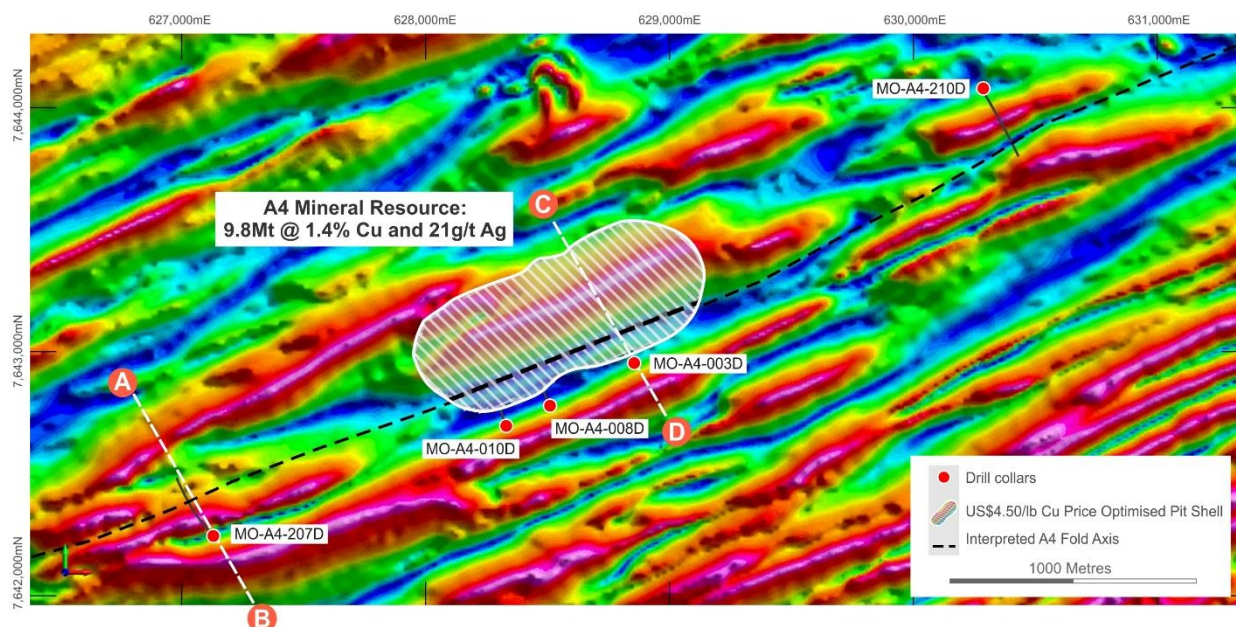 627,000mE
628,000mE
629,000mE
630,000mE
631,000mE
7,644,000mN
7,643,000mN
7,642,000mN
MO-A4-210D
A4 Mineral Resource:
9.8Mt @ 1.4% Cu and 21g/t Ag
C
A
MO-A4-003D
MO-A4-008D
MO-A4-010D
D
MO-A4-207D
B
Drill collars
US$4.50/lb Cu Price Optimised Pit Shell
Interpreted A4 Fold Axis
1000 Metres